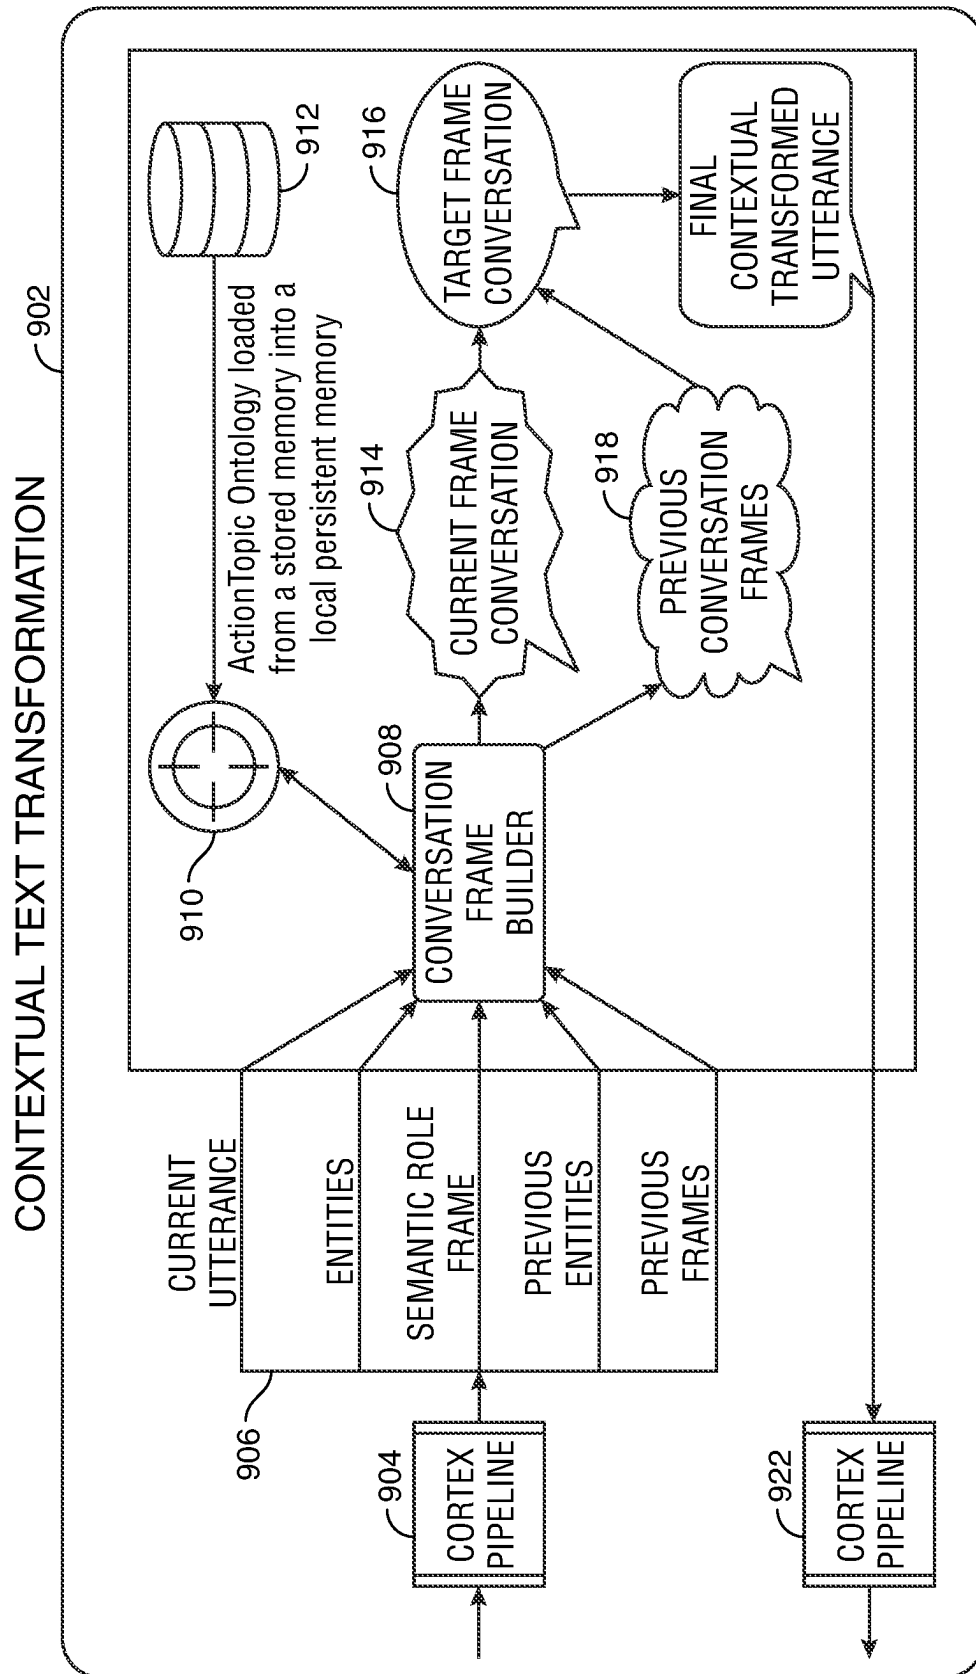 CONTEXTUAL TEXT TRANSFORMATION
902
904
CORTEX
PIPELINE
906
CURRENT
UTTERANCE
ENTITIES
SEMANTIC ROLE
FRAME
PREVIOUS
ENTITIES
PREVIOUS
FRAMES
910
ActionTopic Ontology loaded
from a stored memory into a
local persistent memory
912
908
CONVERSATION
FRAME
BUILDER
914
CURRENT FRAME
CONVERSATION
916
TARGET FRAME
CONVERSATION
918
PREVIOUS
CONVERSATION
FRAMES
FINAL
CONTEXTUAL
TRANSFORMED
UTTERANCE
922
CORTEX
PIPELINE